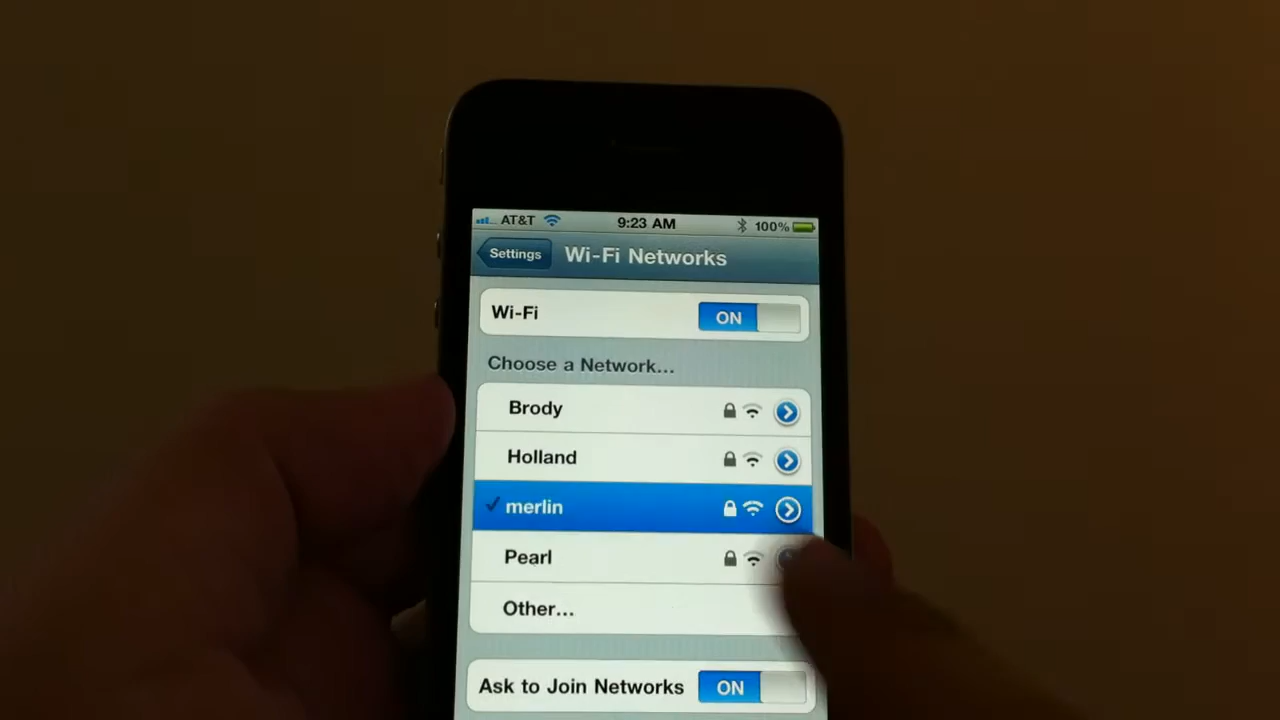 AT&T 9:23 AM 100%
Settings Wi-Fi Networks
Wi-Fi ON
Choose a Network...
Brody
Holland
merlin
Pearl
Other...
Ask to Join Networks ON